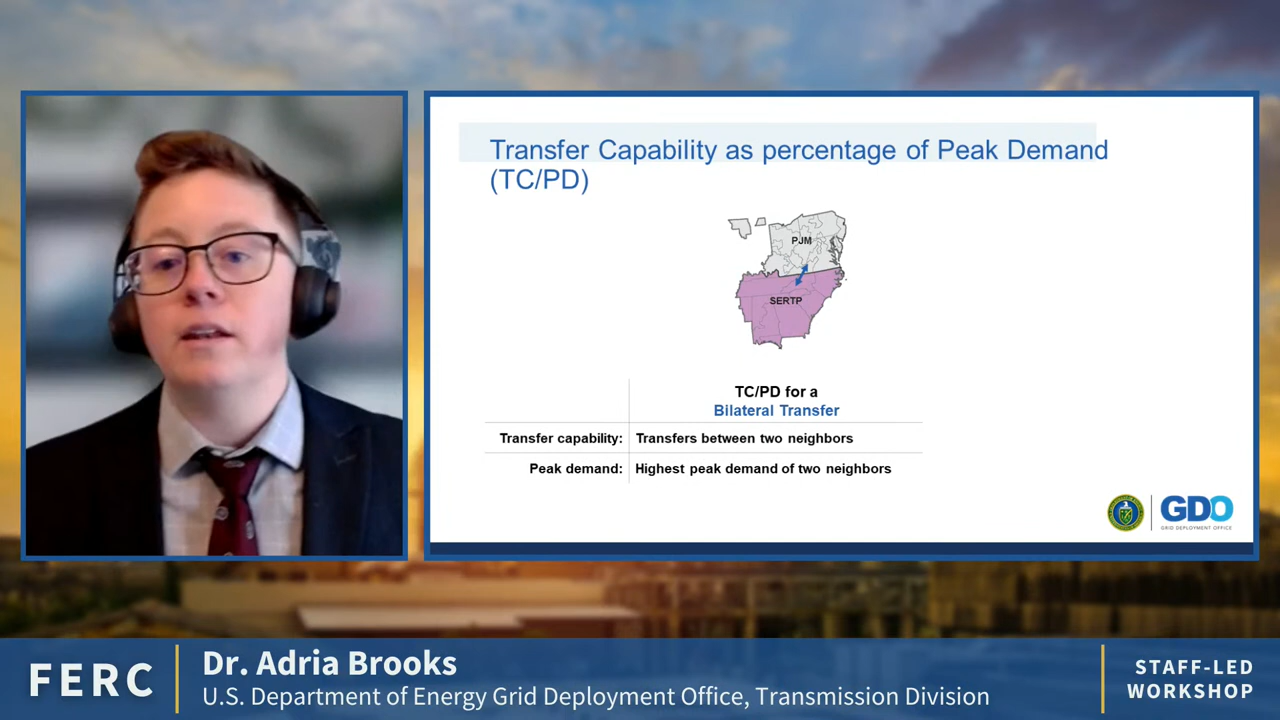 Transfer Capability as percentage of Peak Demand
(TC/PD)
PJM
SERTP
TC/PD for a
Bilateral Transfer
Transfer capability: Transfers between two neighbors
Peak demand: Highest peak demand of two neighbors
GDO
GRID DEPLOYMENT OFFICE
FERC
Dr. Adria Brooks
U.S. Department of Energy Grid Deployment Office, Transmission Division
STAFF-LED
WORKSHOP